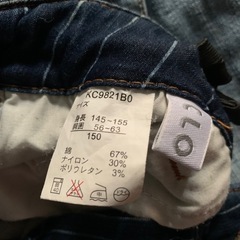 KC9821B0
サイズ
身長 145-155
胴囲 56-63
150
綿 67%
ナイロン 30%
ポリウレタン 3%